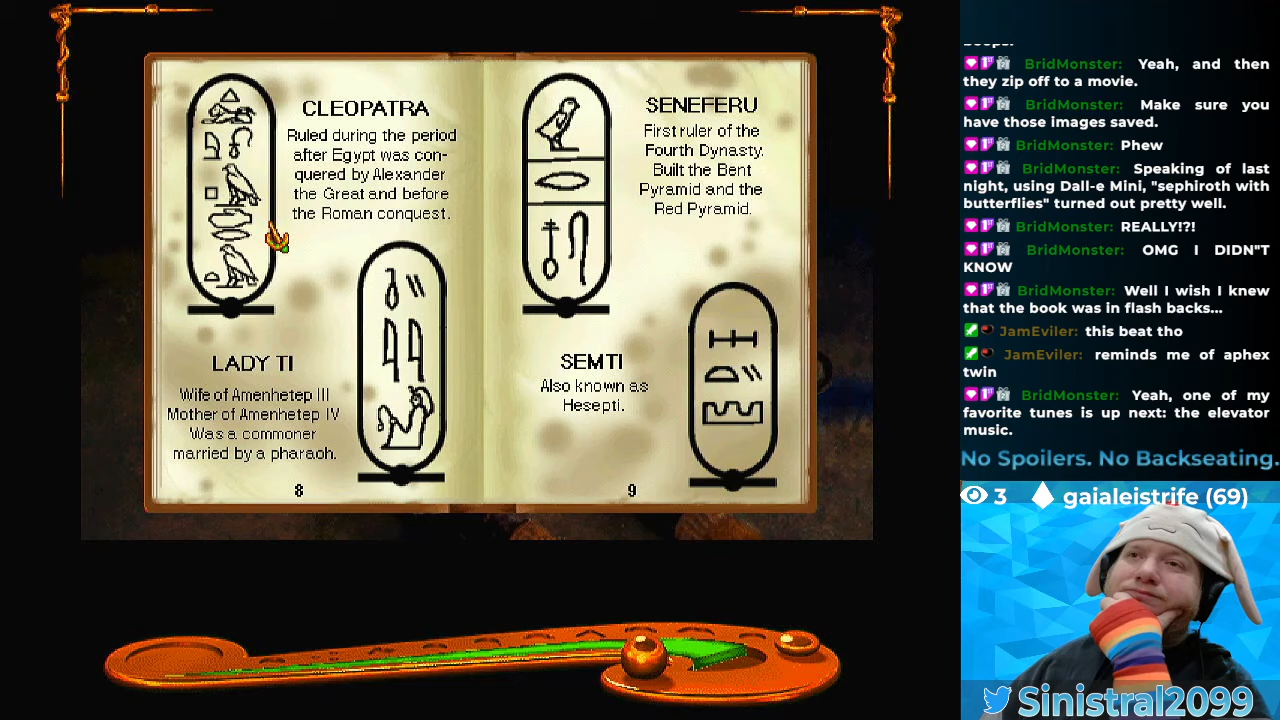 CLEOPATRA
Ruled during the period
after Egypt was con-
quered by Alexander
the Great and before
the Roman conquest.
LADY TI
Wife of Amenhetep III
Mother of Amenhetep IV
Was a commoner
married by a pharaoh.
8
SENEFERU
First ruler of the
Fourth Dynasty.
Built the Bent
Pyramid and the
Red Pyramid.
SEMTI
Also known as
Hesepti.
9
BridMonster: Yeah, and then
they zip off to a movie.
BridMonster: Make sure you
have those images saved.
BridMonster: Phew
BridMonster: Speaking of last
night, using Dall-e Mini, "sephiroth with
butterflies" turned out pretty well.
BridMonster: REALLY!?!
BridMonster: OMG I DIDN"T
KNOW
BridMonster: Well I wish I knew
that the book was in flash backs...
JamEviler: this beat tho
JamEviler: reminds me of aphex
twin
BridMonster: Yeah, one of my
favorite tunes is up next: the elevator
music.
No Spoilers. No Backseating.
3 gaialeistrife (69)
Sinistral2099